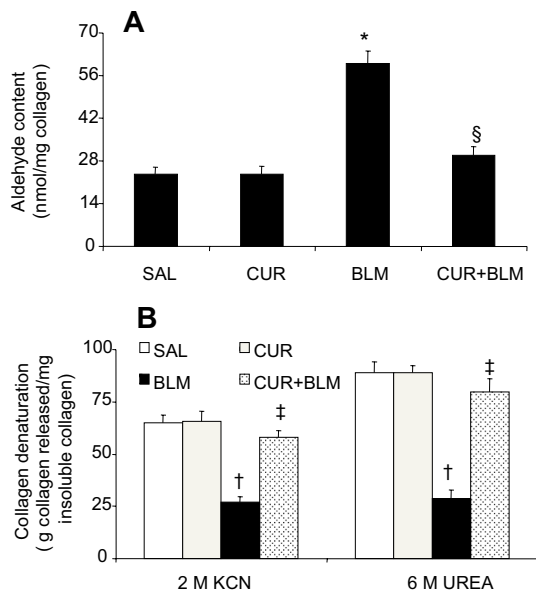 A
Aldehyde content
(nmol/mg collagen)
70
56
42
28
14
0
*
§
SAL CUR BLM CUR+BLM
B
Collagen denaturation
( g collagen released/mg
insoluble collagen)
100
75
50
25
0
SAL CUR
BLM CUR+BLM
†
‡
†
‡
2 M KCN 6 M UREA